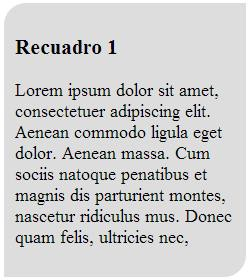 Recuadro 1
Lorem ipsum dolor sit amet,
consectetuer adipiscing elit.
Aenean commodo ligula eget
dolor. Aenean massa. Cum
sociis natoque penatibus et
magnis dis parturient montes,
nascetur ridiculus mus. Donec
quam felis, ultricies nec,